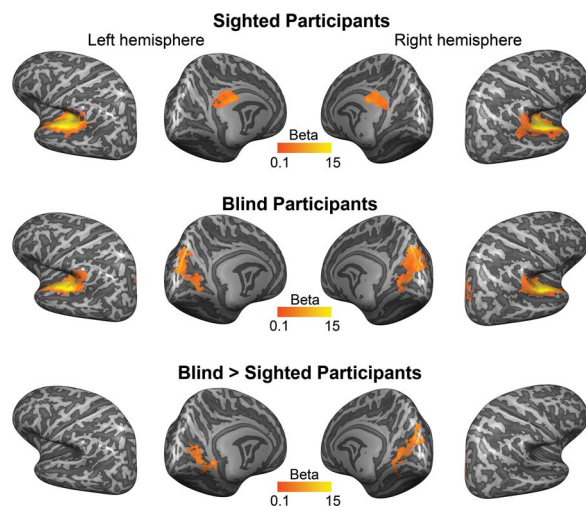 Sighted Participants
Left hemisphere Right hemisphere
Beta
0.1 15
Blind Participants
Beta
0.1 15
Blind > Sighted Participants
Beta
0.1 15